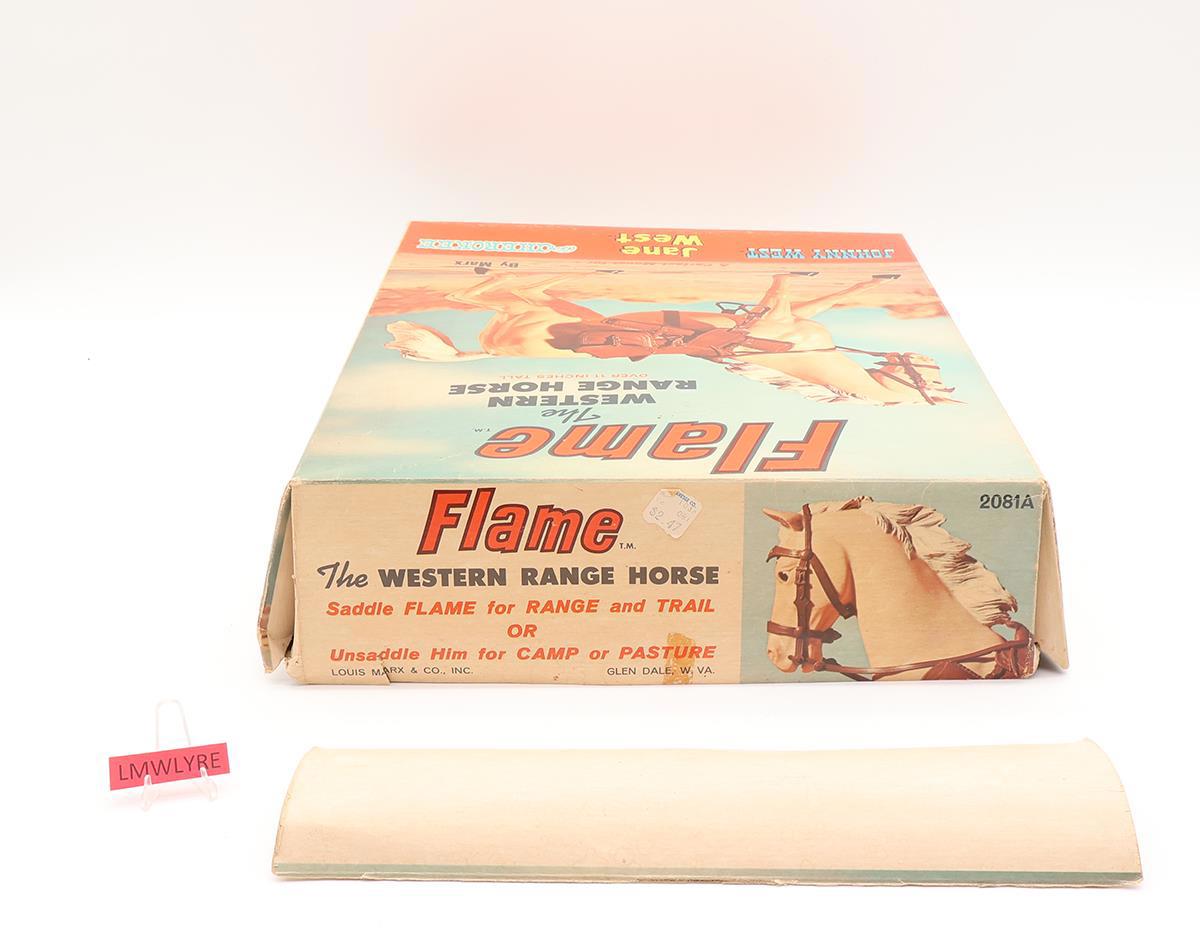 JOHNNY WEST
Jane
West
CHEROKEE
By Marx
Flame T.M.
The
WESTERN
RANGE HORSE
OVER 11 INCHES TALL
Flame T.M.
The WESTERN RANGE HORSE
Saddle FLAME for RANGE and TRAIL
OR
Unsaddle Him for CAMP or PASTURE
LOUIS MARX & CO., INC. GLEN DALE, W. VA.
$2.47
2081A
LMWLYRE